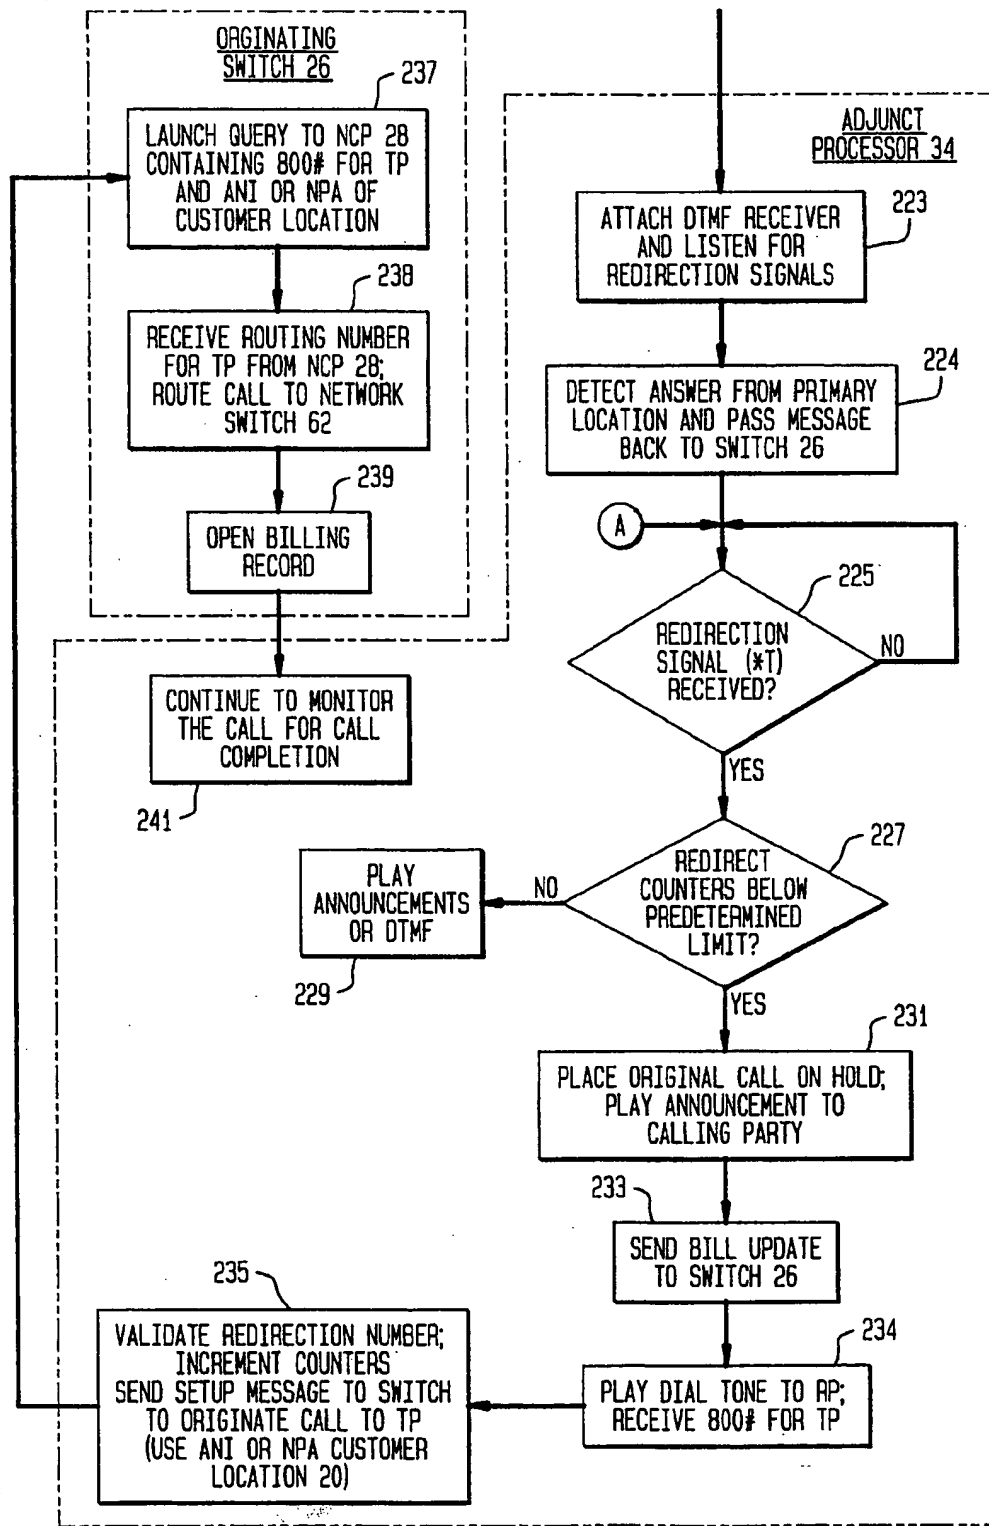 ORGINATING
SWITCH 26
237
LAUNCH QUERY TO NCP 28
CONTAINING 800# FOR TP
AND ANI OR NPA OF
CUSTOMER LOCATION
238
RECEIVE ROUTING NUMBER
FOR TP FROM NCP 28;
ROUTE CALL TO NETWORK
SWITCH 62
239
OPEN BILLING
RECORD
CONTINUE TO MONITOR
THE CALL FOR CALL
COMPLETION
241
ADJUNCT
PROCESSOR 34
223
ATTACH DTMF RECEIVER
AND LISTEN FOR
REDIRECTION SIGNALS
224
DETECT ANSWER FROM PRIMARY
LOCATION AND PASS MESSAGE
BACK TO SWITCH 26
A
225
REDIRECTION
SIGNAL (*T)
RECEIVED?
NO
YES
227
REDIRECT
COUNTERS BELOW
PREDETERMINED
LIMIT?
NO
PLAY
ANNOUNCEMENTS
OR DTMF
229
YES
231
PLACE ORIGINAL CALL ON HOLD;
PLAY ANNOUNCEMENT TO
CALLING PARTY
233
SEND BILL UPDATE
TO SWITCH 26
234
PLAY DIAL TONE TO RP;
RECEIVE 800# FOR TP
235
VALIDATE REDIRECTION NUMBER;
INCREMENT COUNTERS
SEND SETUP MESSAGE TO SWITCH
TO ORIGINATE CALL TO TP
(USE ANI OR NPA CUSTOMER
LOCATION 20)